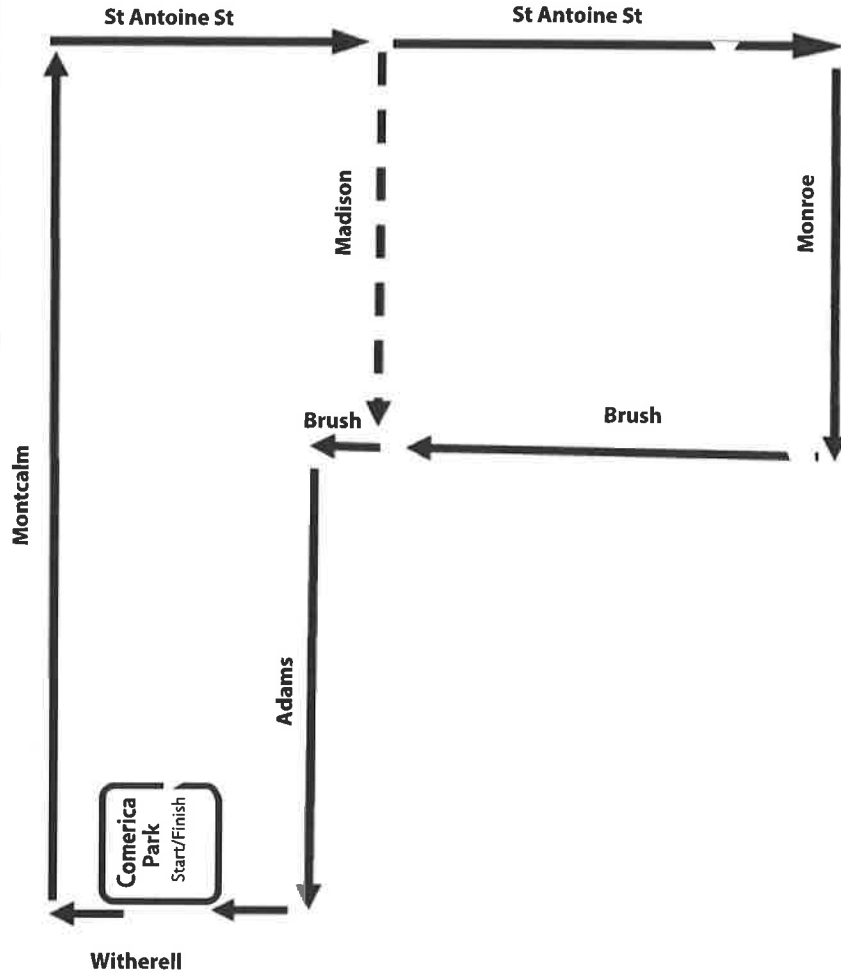 St Antoine St
St Antoine St
Madison
Monroe
Brush
Brush
Montcalm
Adams
Comerica
Park
Start/Finish
Witherell